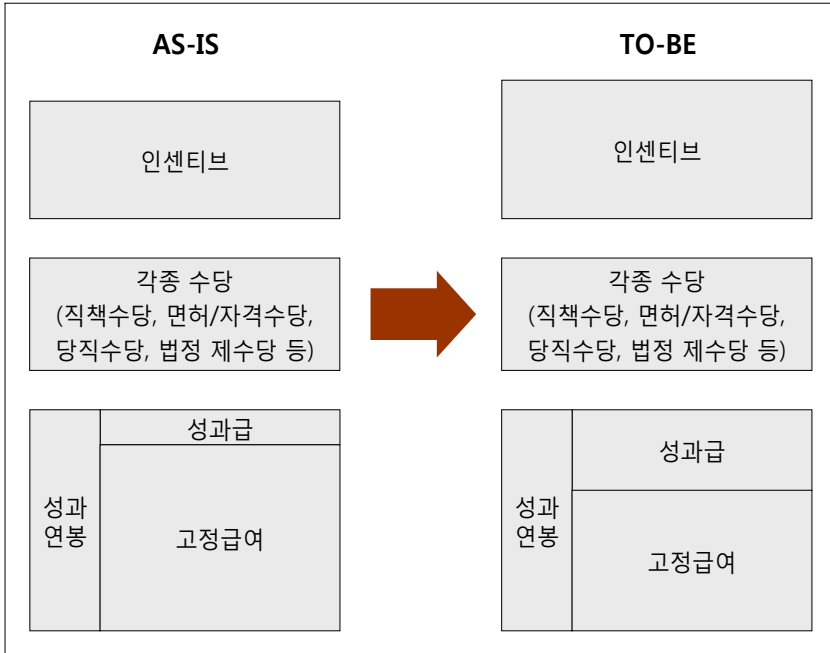 AS-IS
인센티브
각종 수당
(직책수당, 면허/자격수당,
당직수당, 법정 제수당 등)
성과
연봉
성과급
고정급여
TO-BE
인센티브
각종 수당
(직책수당, 면허/자격수당,
당직수당, 법정 제수당 등)
성과
연봉
성과급
고정급여